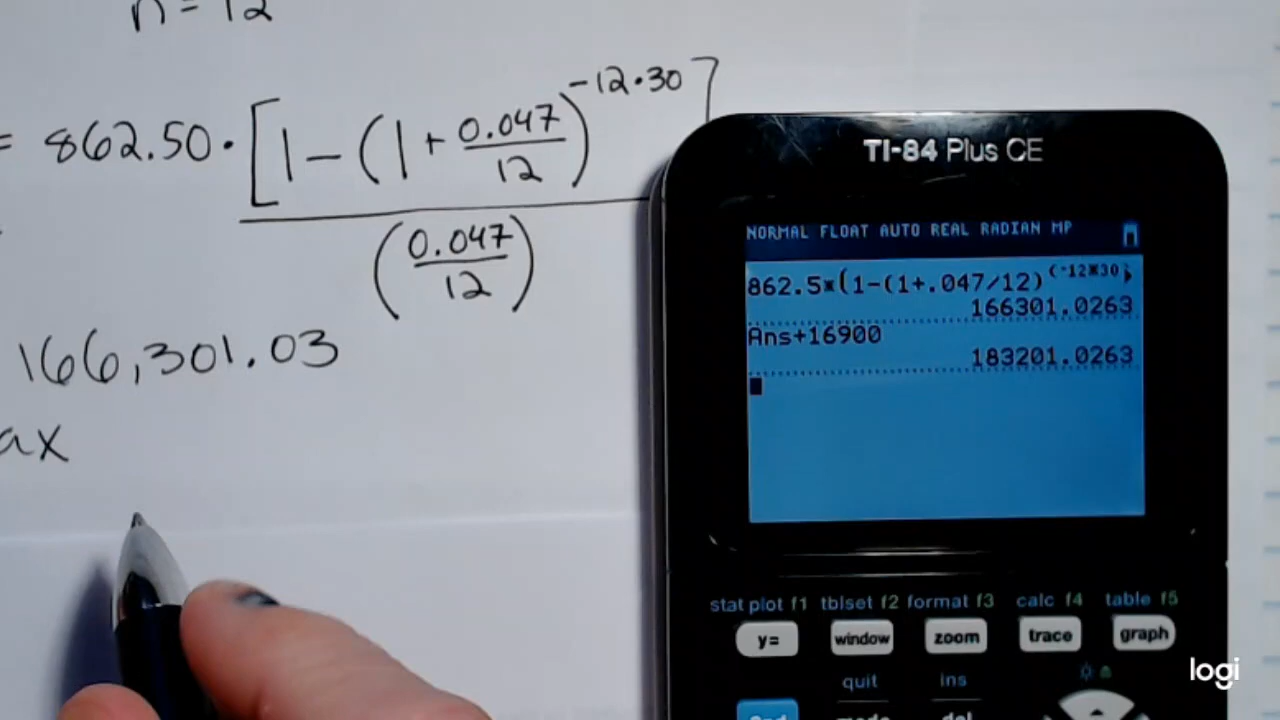 n = 12
= 862.50 · [1 - (1 + 0.047/12)^-12·30]
(0.047/12)
166,301.03
ax
TI-84 Plus CE
NORMAL FLOAT AUTO REAL RADIAN MP
862.5*(1-(1+.047/12)^(-12*30)
166301.0263
Ans+16900
183201.0263
stat plot f1 tblset f2 format f3 calc f4 table f5
y= window zoom trace graph
quit ins
2nd mode del
logi